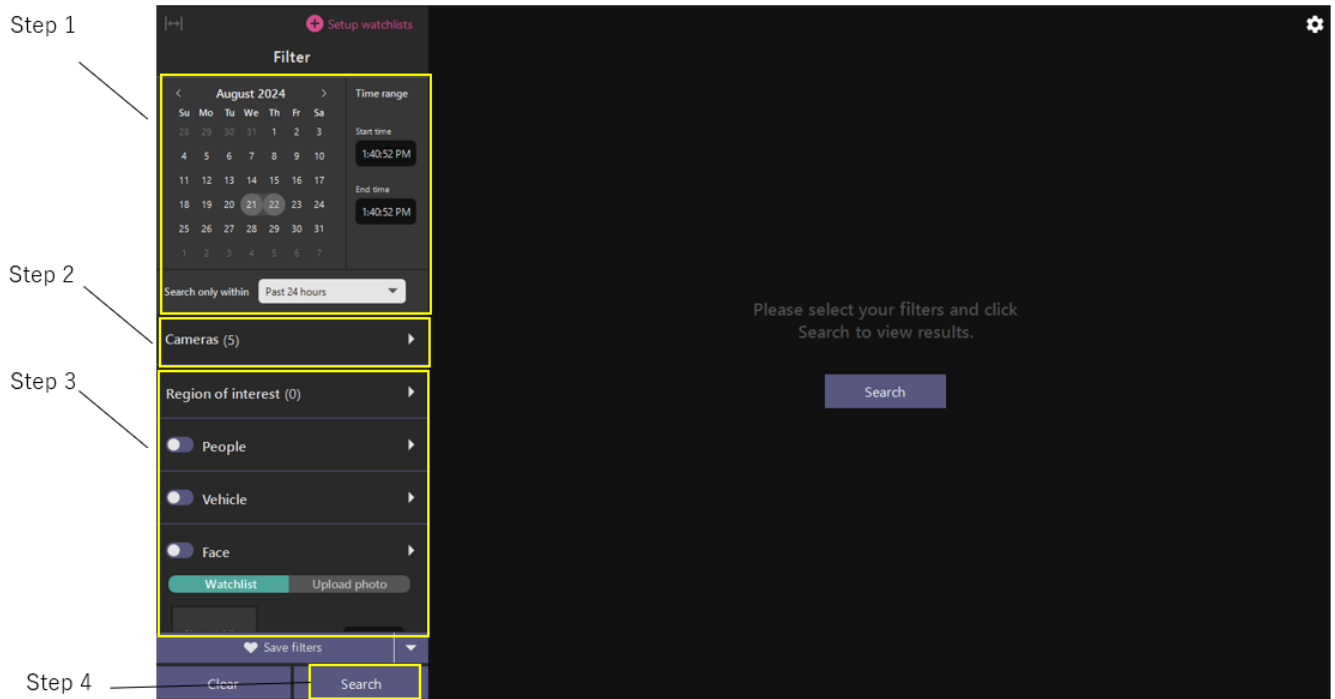 Step 1
Setup watchlists
Filter
August 2024
Time range
Su Mo Tu We Th Fr Sa
28 29 30 31 1 2 3
Start time
4 5 6 7 8 9 10
1:40:52 PM
11 12 13 14 15 16 17
End time
18 19 20 21 22 23 24
1:40:52 PM
25 26 27 28 29 30 31
1 2 3 4 5 6 7
Step 2
Search only within Past 24 hours
Cameras (5)
Step 3
Region of interest (0)
People
Vehicle
Face
Watchlist Upload photo
Save filters
Step 4
Clear Search
Please select your filters and click
Search to view results.
Search